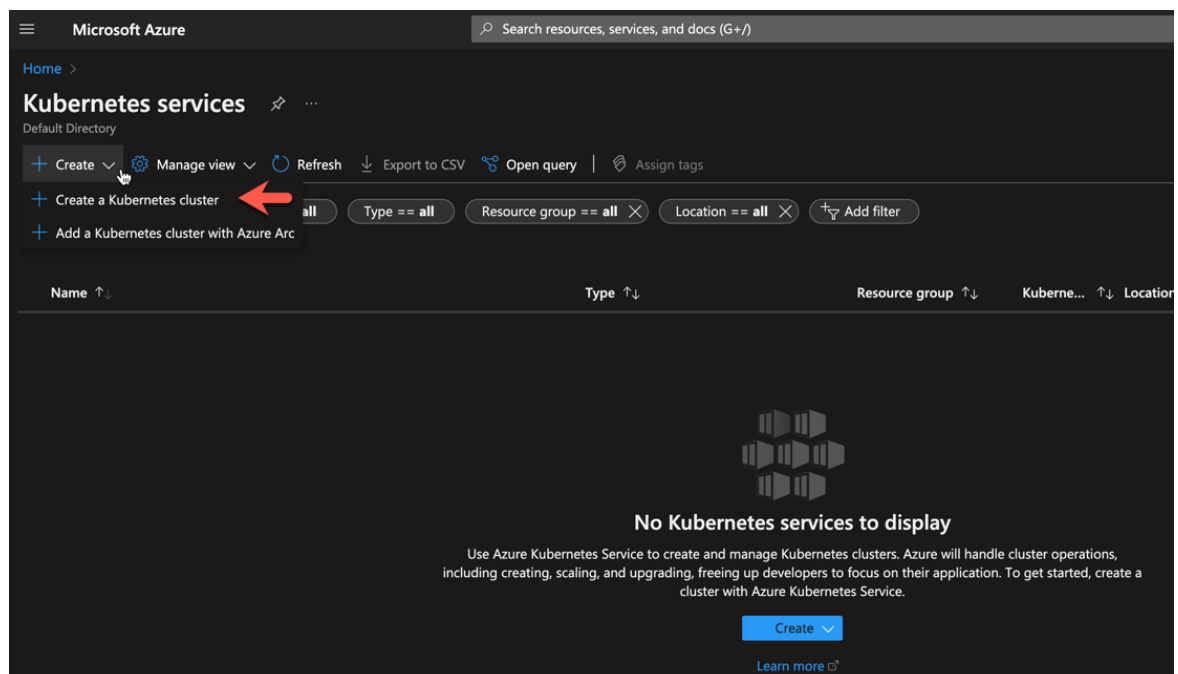 Microsoft Azure
Search resources, services, and docs (G+/)
Home >
Kubernetes services ...
Default Directory
Create Manage view Refresh Export to CSV Open query Assign tags
Create a Kubernetes cluster
all Type == all Resource group == all Location == all Add filter
Add a Kubernetes cluster with Azure Arc
Name Type Resource group Kuberne... Location
No Kubernetes services to display
Use Azure Kubernetes Service to create and manage Kubernetes clusters. Azure will handle cluster operations,
including creating, scaling, and upgrading, freeing up developers to focus on their application. To get started, create a
cluster with Azure Kubernetes Service.
Create
Learn more